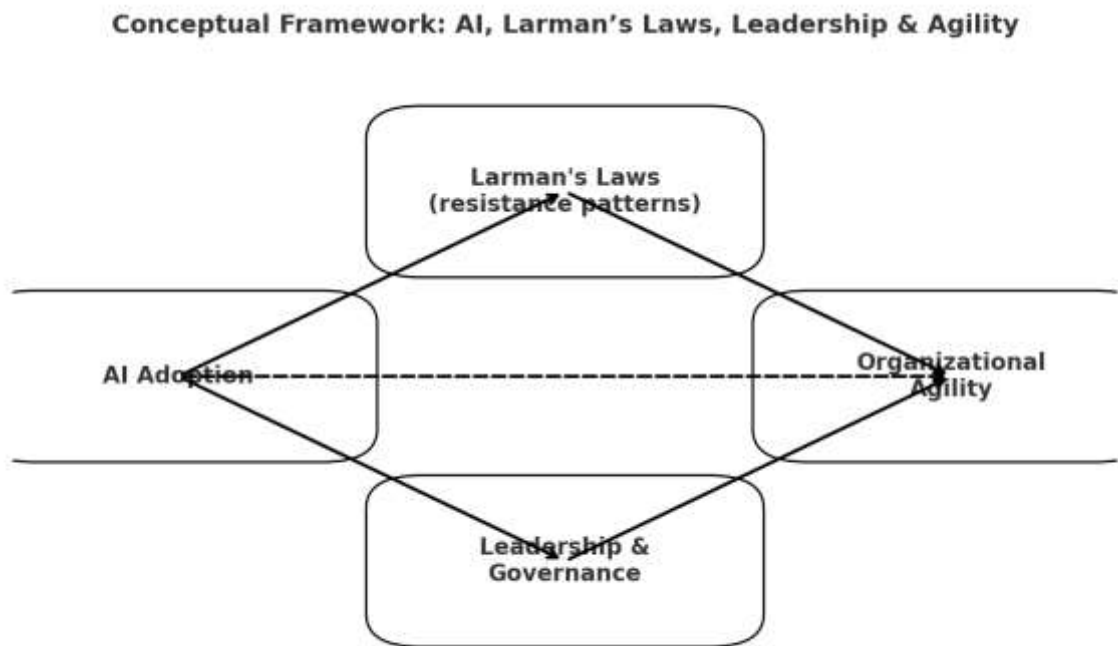 Conceptual Framework: AI, Larman’s Laws, Leadership & Agility
Larman's Laws
(resistance patterns)
AI Adoption
Organizational
Agility
Leadership &
Governance